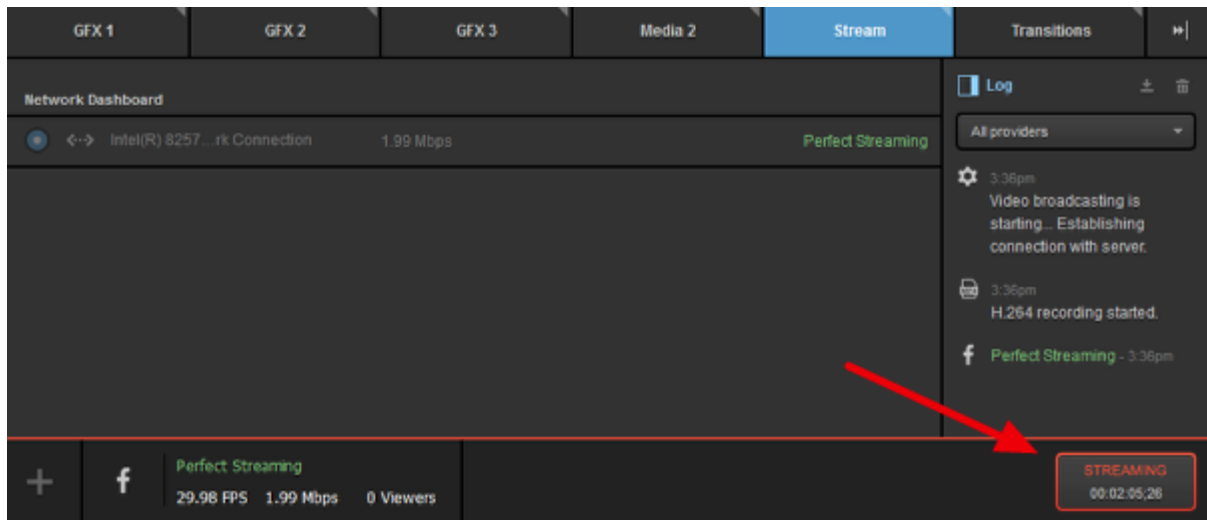 GFX 1 GFX 2 GFX 3 Media 2 Stream Transitions
Network Dashboard
Intel(R) 8257...rk Connection 1.99 Mbps Perfect Streaming
Log
All providers
3:36pm
Video broadcasting is
starting... Establishing
connection with server.
3:36pm
H.264 recording started.
Perfect Streaming - 3:36pm
Perfect Streaming
29.98 FPS 1.99 Mbps 0 Viewers
STREAMING
00:02:05;26